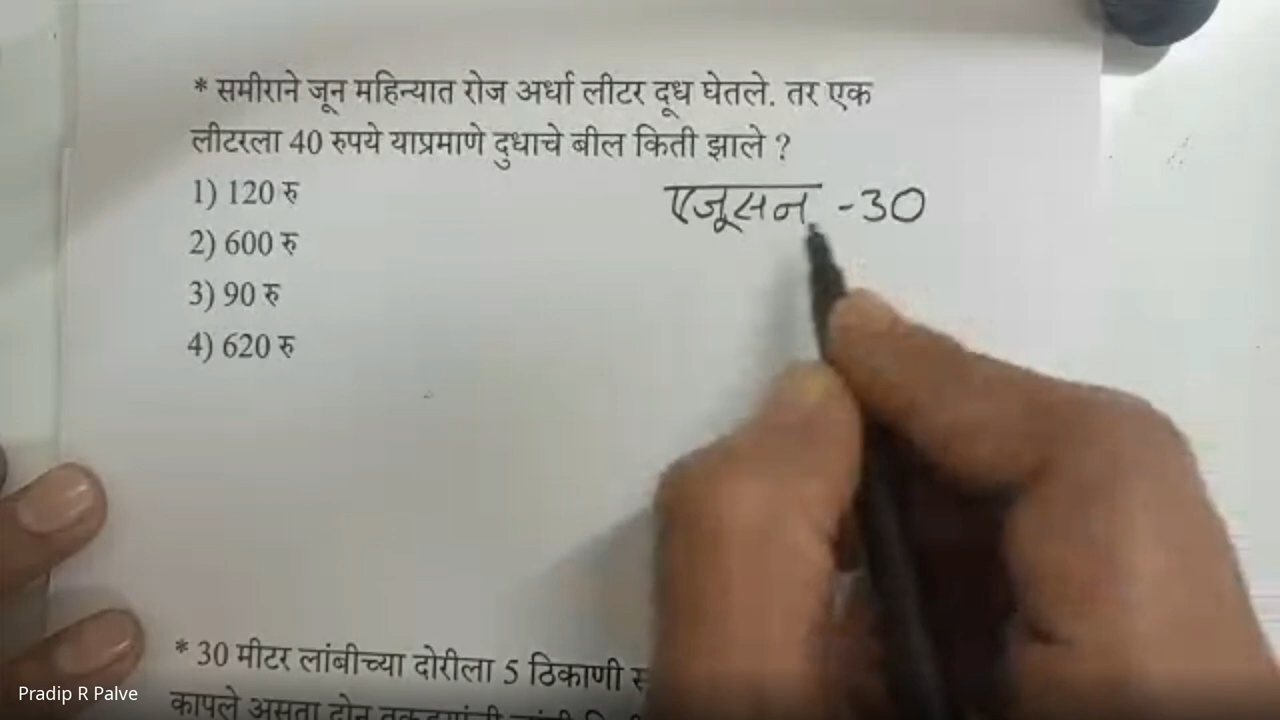 * समीराने जून महिन्यात रोज अर्धा लीटर दूध घेतले. तर एक
लीटरला 40 रुपये याप्रमाणे दुधाचे बील किती झाले ?
1) 120 रु
2) 600 रु
3) 90 रु
4) 620 रु
एजूसन -30
* 30 मीटर लांबीच्या दोरीला 5 ठिकाणी
कापले असता दोन
Pradip R Palve